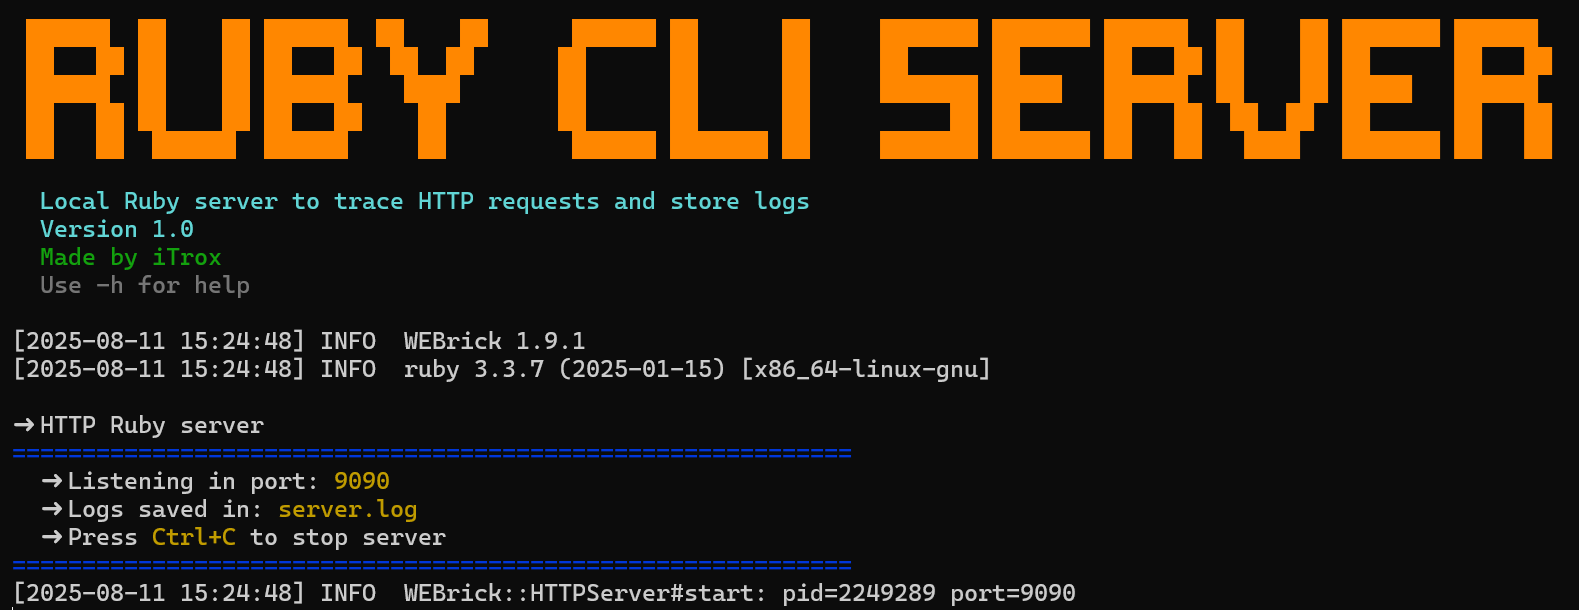 RUBY CLI SERVER
Local Ruby server to trace HTTP requests and store logs
Version 1.0
Made by iTrox
Use -h for help
[2025-08-11 15:24:48] INFO  WEBrick 1.9.1
[2025-08-11 15:24:48] INFO  ruby 3.3.7 (2025-01-15) [x86_64-linux-gnu]
➜ HTTP Ruby server
============================================================
➜ Listening in port: 9090
➜ Logs saved in: server.log
➜ Press Ctrl+C to stop server
============================================================
[2025-08-11 15:24:48] INFO  WEBrick::HTTPServer#start: pid=2249289 port=9090